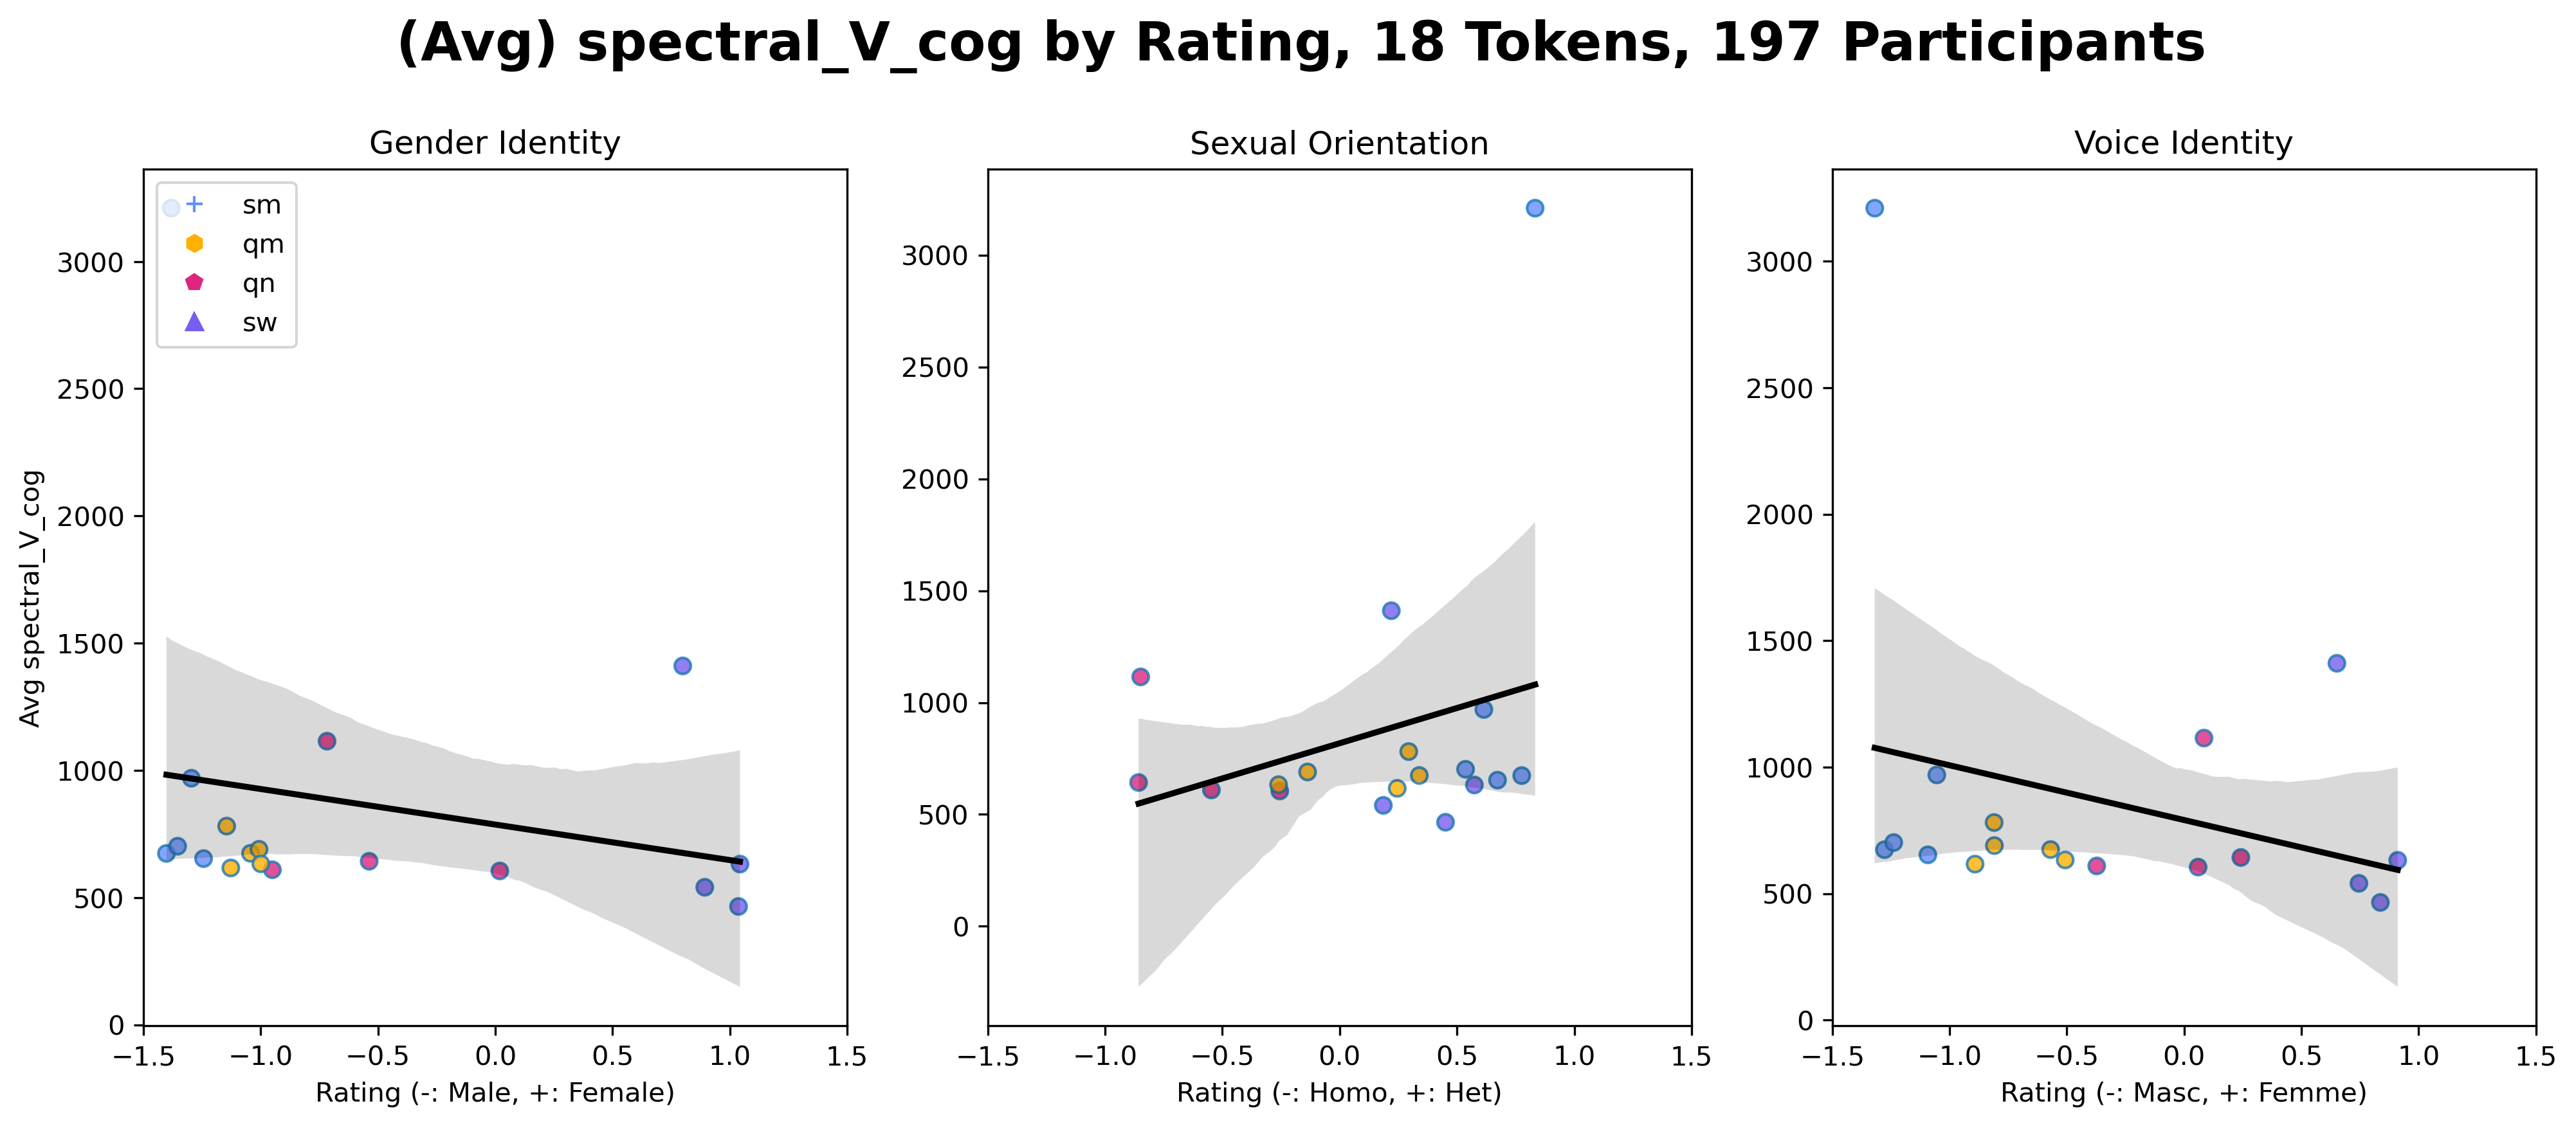 (Avg) spectral_V_cog by Rating, 18 Tokens, 197 Participants
Gender Identity
sm
qm
qn
sw
Avg spectral_V_cog
3000
2500
2000
1500
1000
500
0
−1.5 −1.0 −0.5 0.0 0.5 1.0 1.5
Rating (-: Male, +: Female)
Sexual Orientation
3000
2500
2000
1500
1000
500
0
−1.5 −1.0 −0.5 0.0 0.5 1.0 1.5
Rating (-: Homo, +: Het)
Voice Identity
3000
2500
2000
1500
1000
500
0
−1.5 −1.0 −0.5 0.0 0.5 1.0 1.5
Rating (-: Masc, +: Femme)